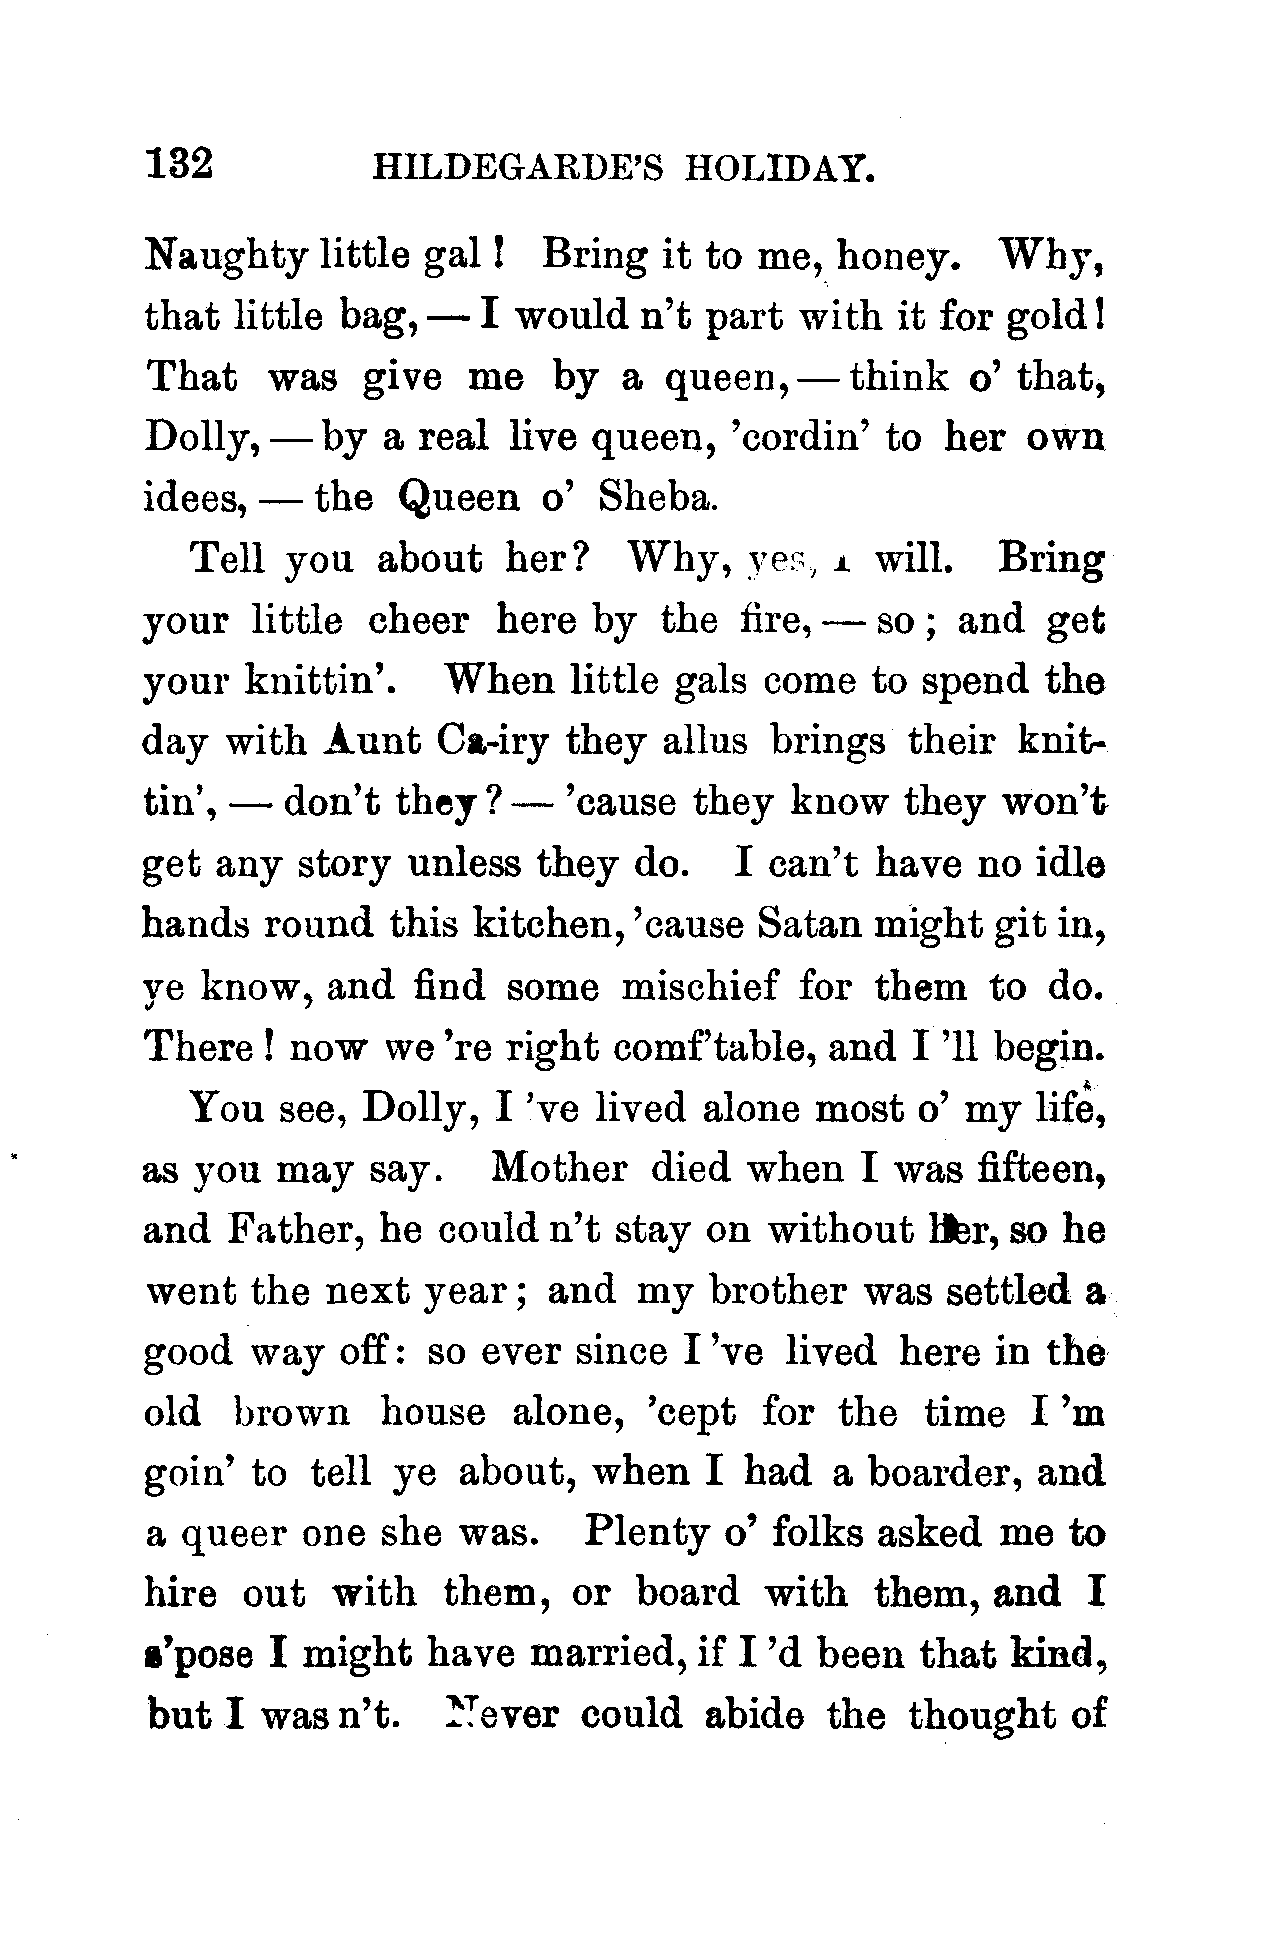 132 HILDEGARDE'S HOLIDAY.
Naughty little gal! Bring it to me, honey. Why,
that little bag, — I would n't part with it for gold!
That was give me by a queen, — think o' that,
Dolly, — by a real live queen, 'cordin' to her own
idees, — the Queen o' Sheba.
Tell you about her? Why, yes, I will. Bring
your little cheer here by the fire, — so; and get
your knittin'. When little gals come to spend the
day with Aunt Ca-iry they allus brings their knit-
tin', — don't they? — 'cause they know they won't
get any story unless they do. I can't have no idle
hands round this kitchen, 'cause Satan might git in,
ye know, and find some mischief for them to do.
There! now we 're right comf'table, and I 'll begin.
You see, Dolly, I 've lived alone most o' my life,
as you may say. Mother died when I was fifteen,
and Father, he could n't stay on without her, so he
went the next year; and my brother was settled a
good way off: so ever since I 've lived here in the
old brown house alone, 'cept for the time I 'm
goin' to tell ye about, when I had a boarder, and
a queer one she was. Plenty o' folks asked me to
hire out with them, or board with them, and I
s'pose I might have married, if I 'd been that kind,
but I was n't. Never could abide the thought of